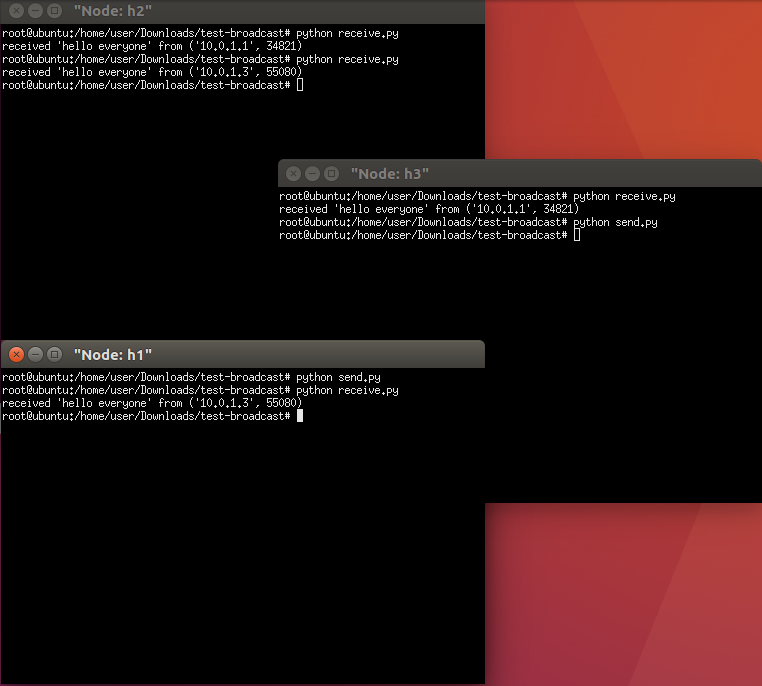 "Node: h2"
root@ubuntu:/home/user/Downloads/test-broadcast# python receive.py
received 'hello everyone' from ('10.0.1.1', 34821)
root@ubuntu:/home/user/Downloads/test-broadcast# python receive.py
received 'hello everyone' from ('10.0.1.3', 55080)
root@ubuntu:/home/user/Downloads/test-broadcast#
"Node: h3"
root@ubuntu:/home/user/Downloads/test-broadcast# python receive.py
received 'hello everyone' from ('10.0.1.1', 34821)
root@ubuntu:/home/user/Downloads/test-broadcast# python send.py
root@ubuntu:/home/user/Downloads/test-broadcast#
"Node: h1"
root@ubuntu:/home/user/Downloads/test-broadcast# python send.py
root@ubuntu:/home/user/Downloads/test-broadcast# python receive.py
received 'hello everyone' from ('10.0.1.3', 55080)
root@ubuntu:/home/user/Downloads/test-broadcast#